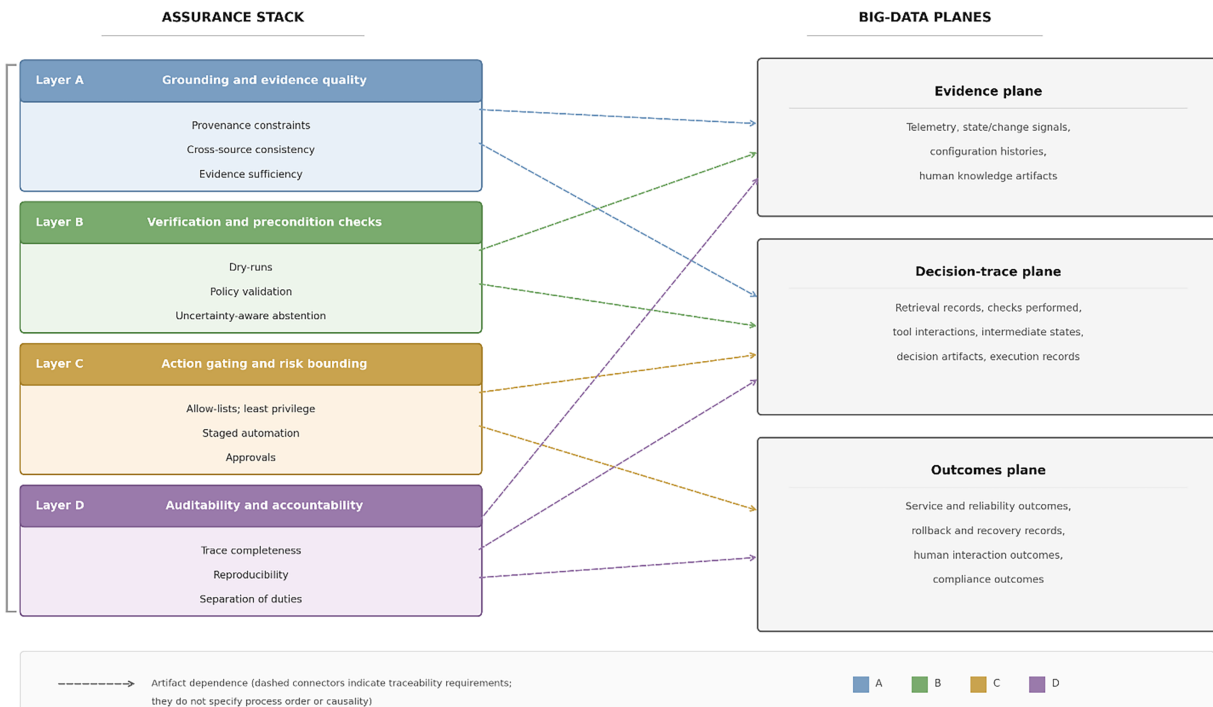 ASSURANCE STACK
BIG-DATA PLANES
Layer A
Grounding and evidence quality
Provenance constraints
Cross-source consistency
Evidence sufficiency
Layer B
Verification and precondition checks
Dry-runs
Policy validation
Uncertainty-aware abstention
Layer C
Action gating and risk bounding
Allow-lists; least privilege
Staged automation
Approvals
Layer D
Auditability and accountability
Trace completeness
Reproducibility
Separation of duties
Evidence plane
Telemetry, state/change signals,
configuration histories,
human knowledge artifacts
Decision-trace plane
Retrieval records, checks performed,
tool interactions, intermediate states,
decision artifacts, execution records
Outcomes plane
Service and reliability outcomes,
rollback and recovery records,
human interaction outcomes,
compliance outcomes
Artifact dependence (dashed connectors indicate traceability requirements;
they do not specify process order or causality)
A
B
C
D